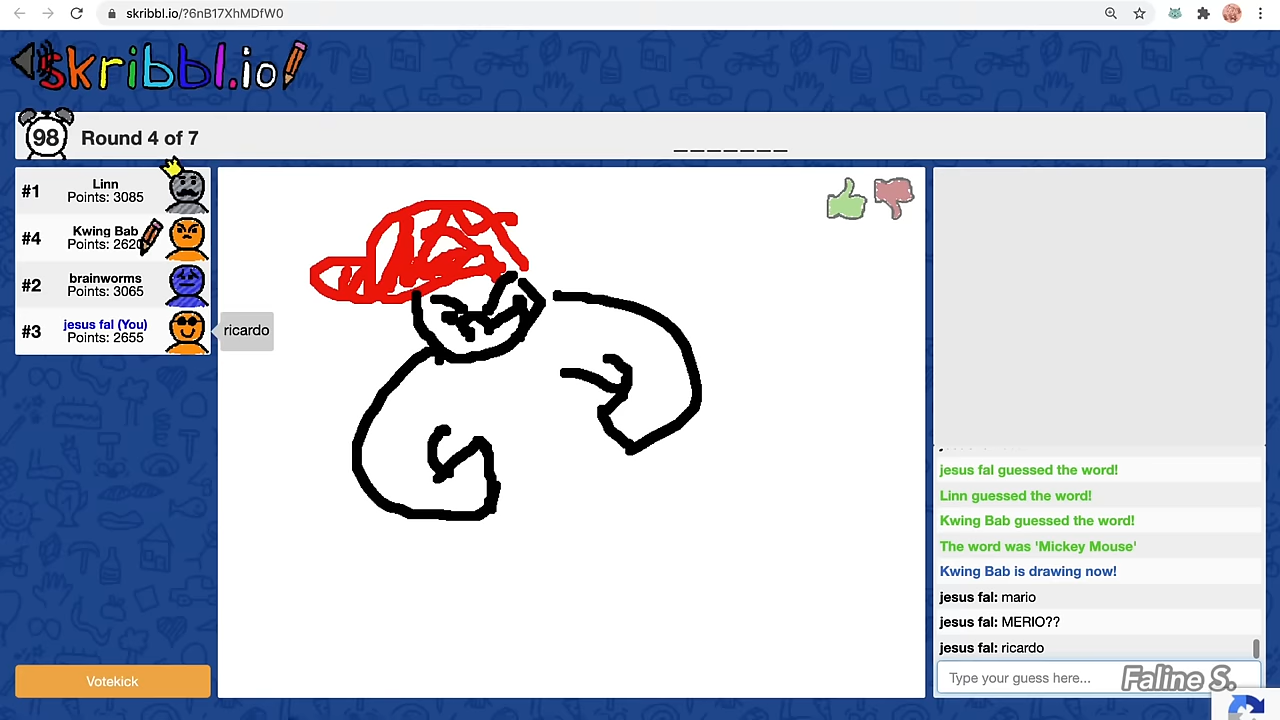 skribbl.io/?6nB17XhMDfW0
skribbl.io
98
Round 4 of 7
_______
#1
Linn
Points: 3085
#4
Kwing Bab
Points: 2620
#2
brainworms
Points: 3065
#3
jesus fal (You)
Points: 2655
ricardo
jesus fal guessed the word!
Linn guessed the word!
Kwing Bab guessed the word!
The word was 'Mickey Mouse'
Kwing Bab is drawing now!
jesus fal: mario
jesus fal: MERIO??
jesus fal: ricardo
Type your guess here...
Faline S.
Votekick